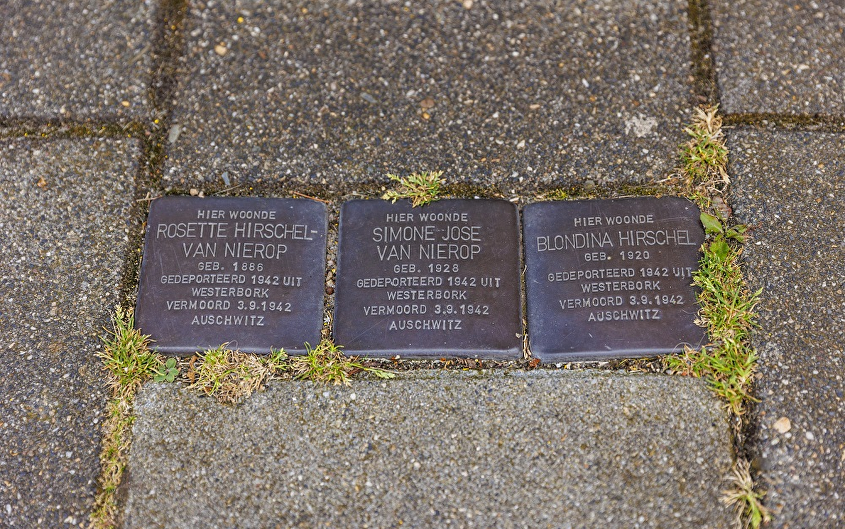 HIER WOONDE
ROSETTE HIRSCHEL-
VAN NIEROP
GEB. 1886
GEDEPORTEERD 1942 UIT
WESTERBORK
VERMOORD 3.9.1942
AUSCHWITZ
HIER WOONDE
SIMONE-JOSE
VAN NIEROP
GEB. 1928
GEDEPORTEERD 1942 UIT
WESTERBORK
VERMOORD 3.9.1942
AUSCHWITZ
HIER WOONDE
BLONDINA HIRSCHEL
GEB. 1920
GEDEPORTEERD 1942 UIT
WESTERBORK
VERMOORD 3.9.1942
AUSCHWITZ